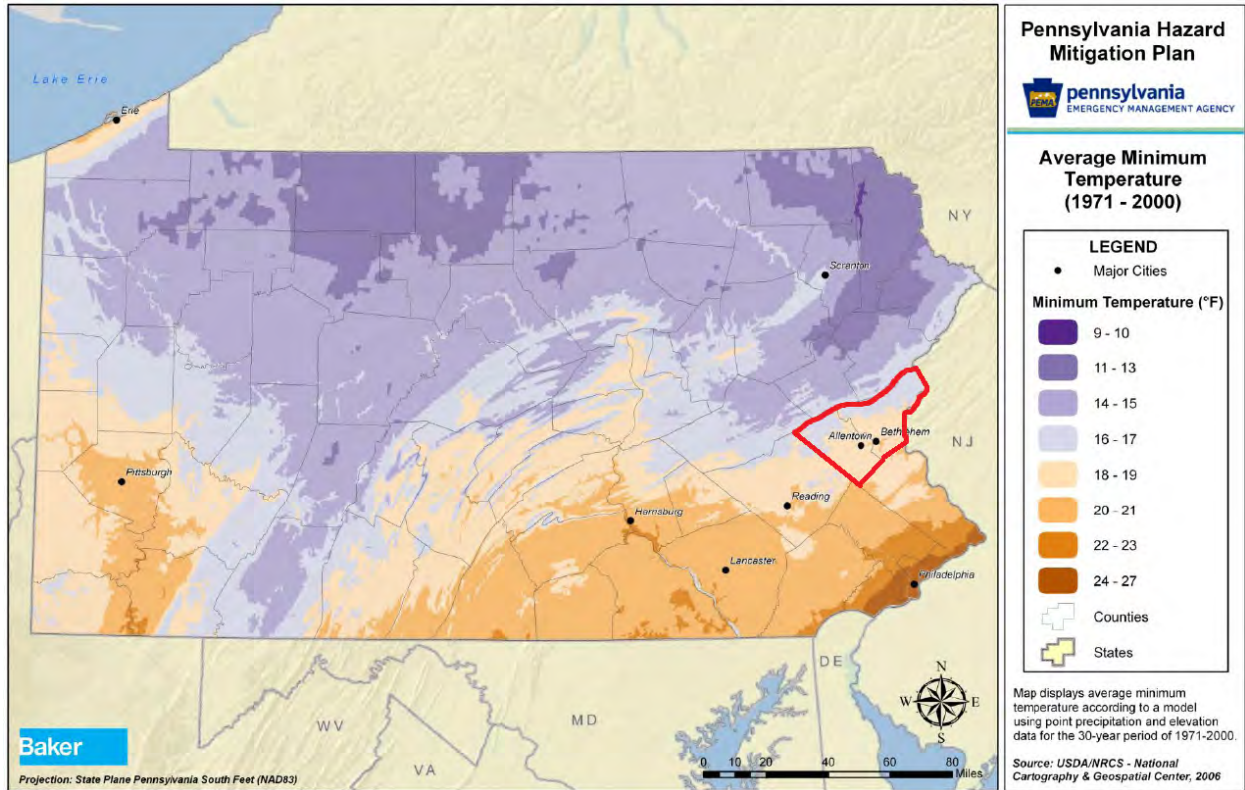 Lake Erie
Erie
NY
Scranton
NJ
Allentown
Bethlehem
Pittsburgh
Reading
Harrisburg
Lancaster
Philadelphia
DE
MD
WV
VA
N
W
E
S
Baker
Projection: State Plane Pennsylvania South Feet (NAD83)
0 5 10 20 40 60 80
Miles
Pennsylvania Hazard
Mitigation Plan
PEMA
pennsylvania
EMERGENCY MANAGEMENT AGENCY
Average Minimum
Temperature
(1971 - 2000)
LEGEND
Major Cities
Minimum Temperature (°F)
9 - 10
11 - 13
14 - 15
16 - 17
18 - 19
20 - 21
22 - 23
24 - 27
Counties
States
Map displays average minimum
temperature according to a model
using point precipitation and elevation
data for the 30-year period of 1971-2000.
Source: USDA/NRCS - National
Cartography & Geospatial Center, 2006